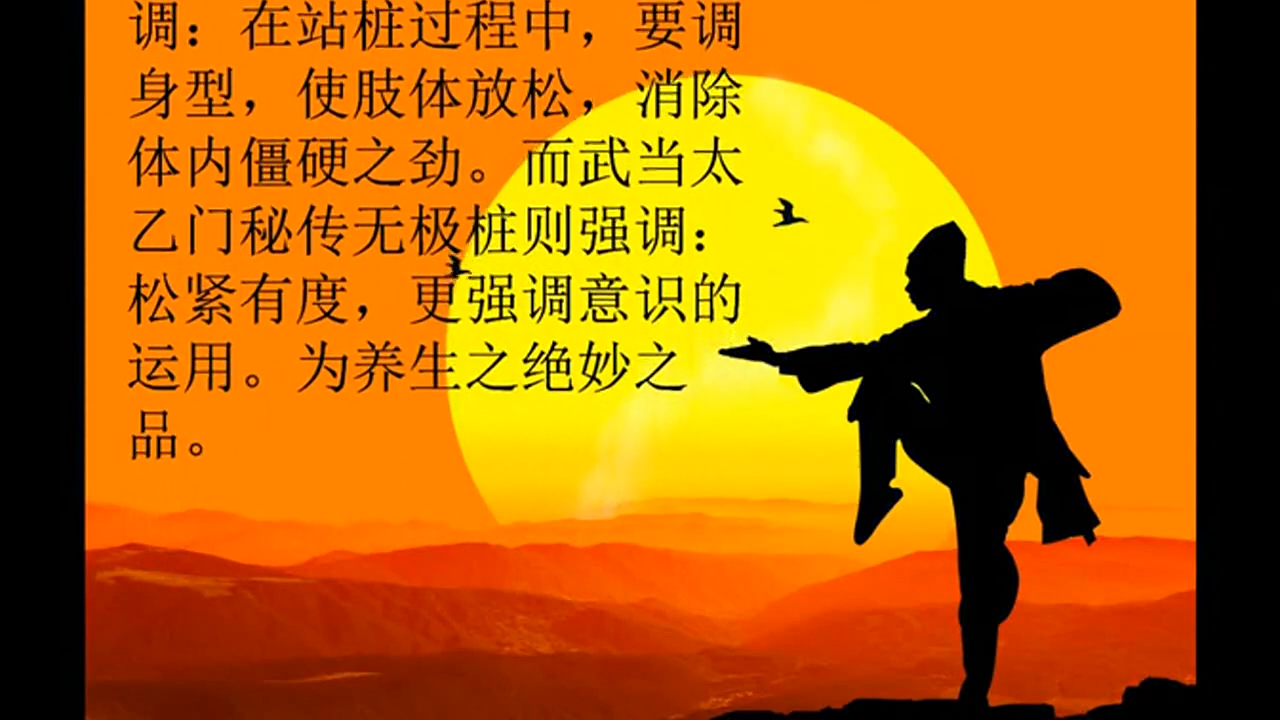 调：在站桩过程中，要调
身型，使肢体放松，消除
体内僵硬之劲。而武当太
乙门秘传无极桩则强调：
松紧有度，更强调意识的
运用。为养生之绝妙之
品。